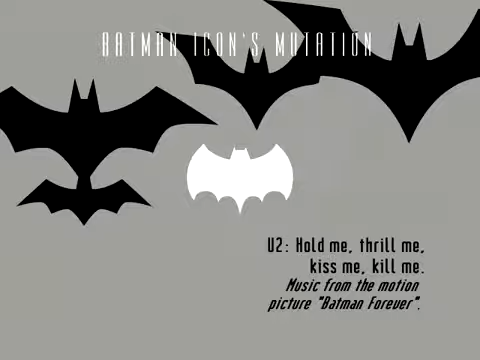 BATMAN ICON'S MUTATION
U2: Hold me, thrill me,
kiss me, kill me.
Music from the motion
picture "Batman Forever".